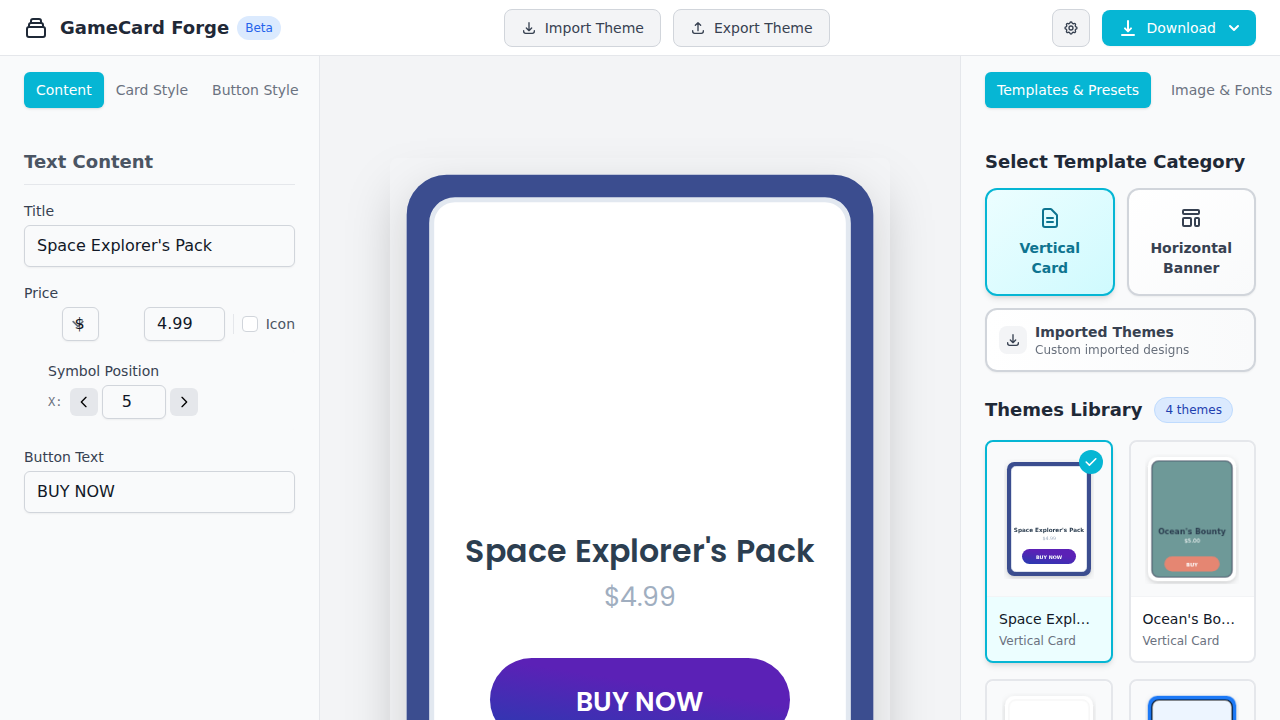 GameCard Forge
Beta
Import Theme
Export Theme
Download
Content
Card Style
Button Style
Templates & Presets
Image & Fonts
Text Content
Title
Space Explorer's Pack
Price
$
4.99
Icon
Symbol Position
X:
5
Button Text
BUY NOW
Space Explorer's Pack
$4.99
BUY NOW
Select Template Category
Vertical
Card
Horizontal
Banner
Imported Themes
Custom imported designs
Themes Library
4 themes
Space Explorer's Pack
$4.99
BUY NOW
Space Expl...
Vertical Card
Ocean's Bounty
$5.00
BUY
Ocean's Bo...
Vertical Card